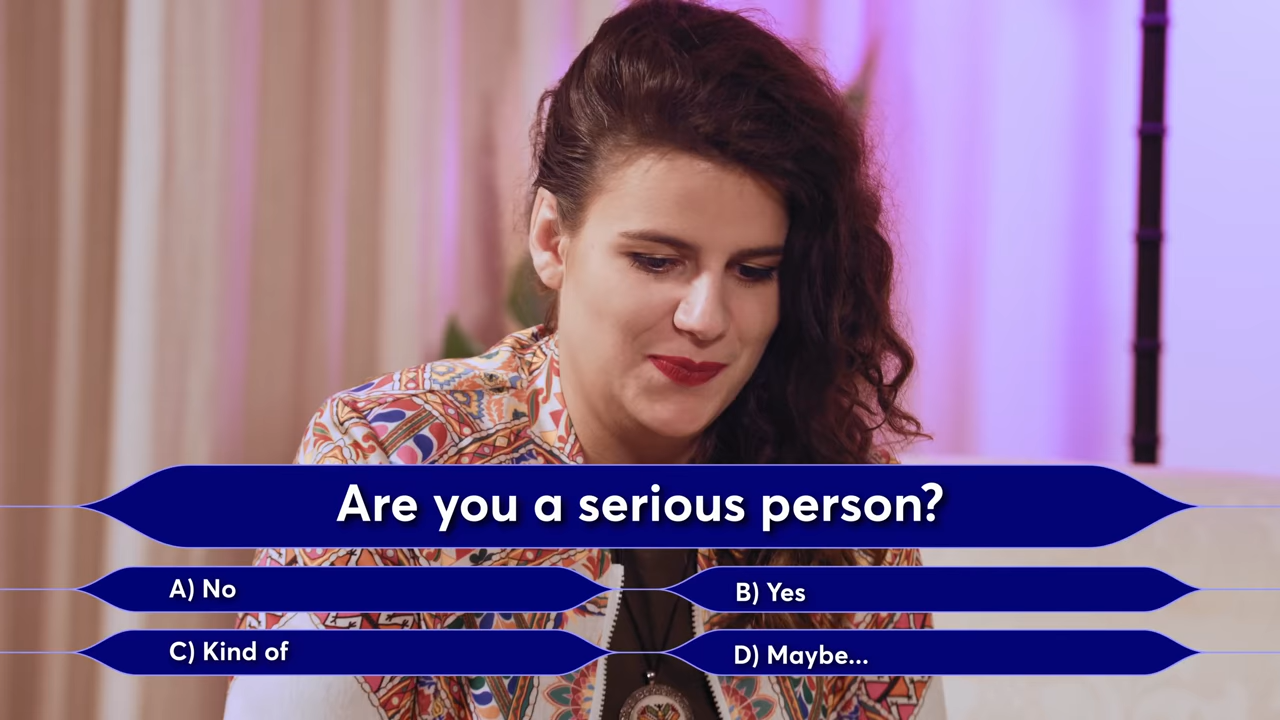 Are you a serious person?
A) No
B) Yes
C) Kind of
D) Maybe...